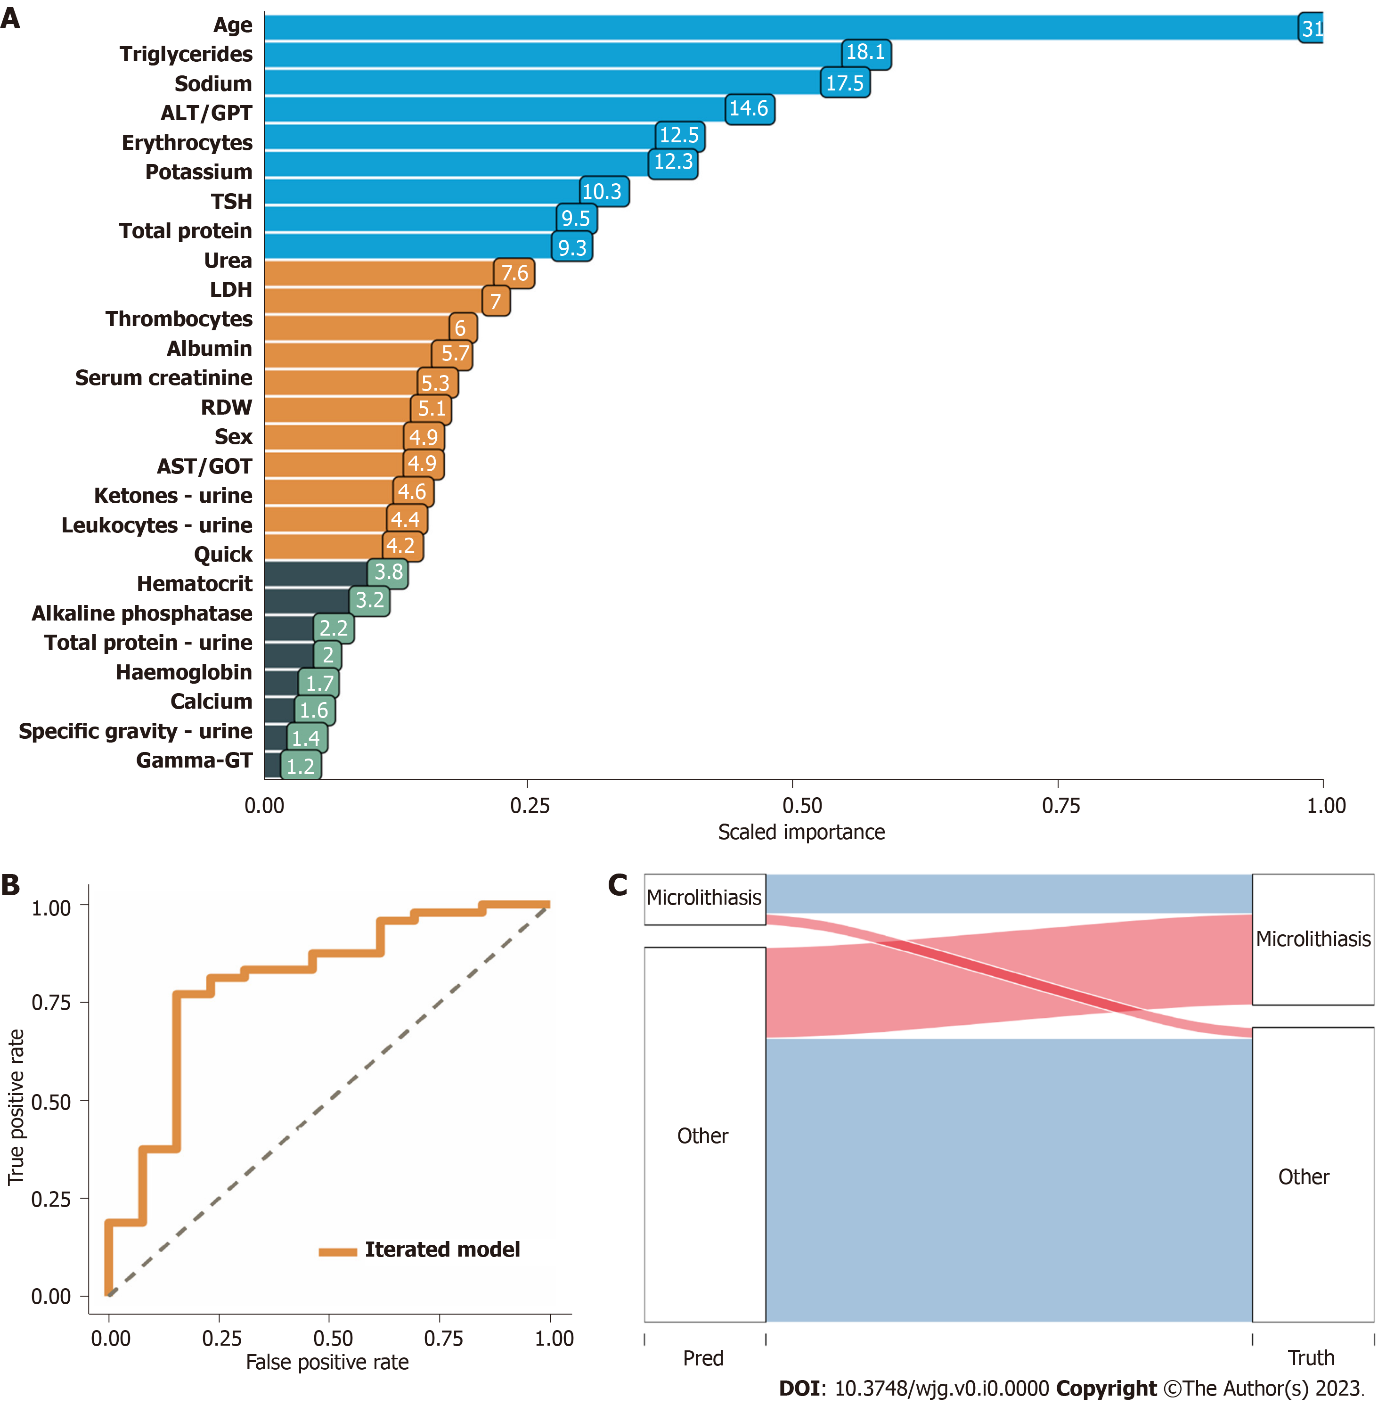 A
Age 31
Triglycerides 18.1
Sodium 17.5
ALT/GPT 14.6
Erythrocytes 12.5
Potassium 12.3
TSH 10.3
Total protein 9.5
Urea 9.3
LDH 7.6
Thrombocytes 7
Albumin 6
Serum creatinine 5.7
RDW 5.3
Sex 5.1
AST/GOT 4.9
Ketones - urine 4.9
Leukocytes - urine 4.6
Quick 4.4
Hematocrit 4.2
Alkaline phosphatase 3.8
Total protein - urine 3.2
Haemoglobin 2.2
Calcium 2
Specific gravity - urine 1.7
Gamma-GT 1.6
1.4
1.2
0.00 0.25 0.50 0.75 1.00
Scaled importance
B
True positive rate
1.00
0.75
0.50
0.25
0.00
Iterated model
0.00 0.25 0.50 0.75 1.00
False positive rate
C
Microlithiasis
Microlithiasis
Other
Other
Pred Truth
DOI: 10.3748/wjg.v0.i0.0000 Copyright ©The Author(s) 2023.